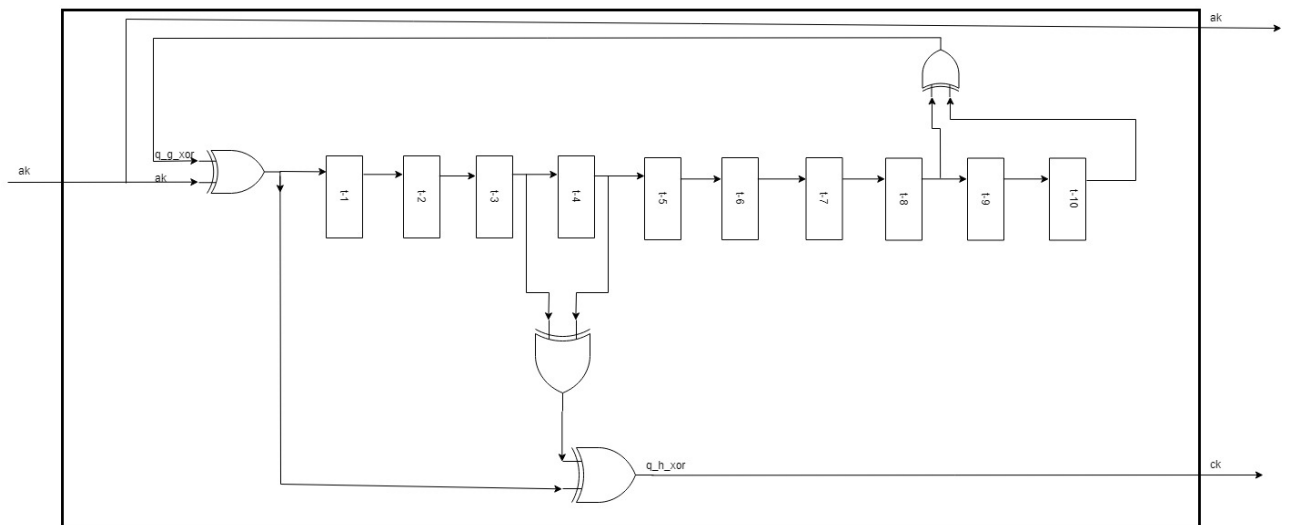 ak
q_g_xor
ak
ak
t-1
t-2
t-3
t-4
t-5
t-6
t-7
t-8
t-9
t-10
q_h_xor
ck